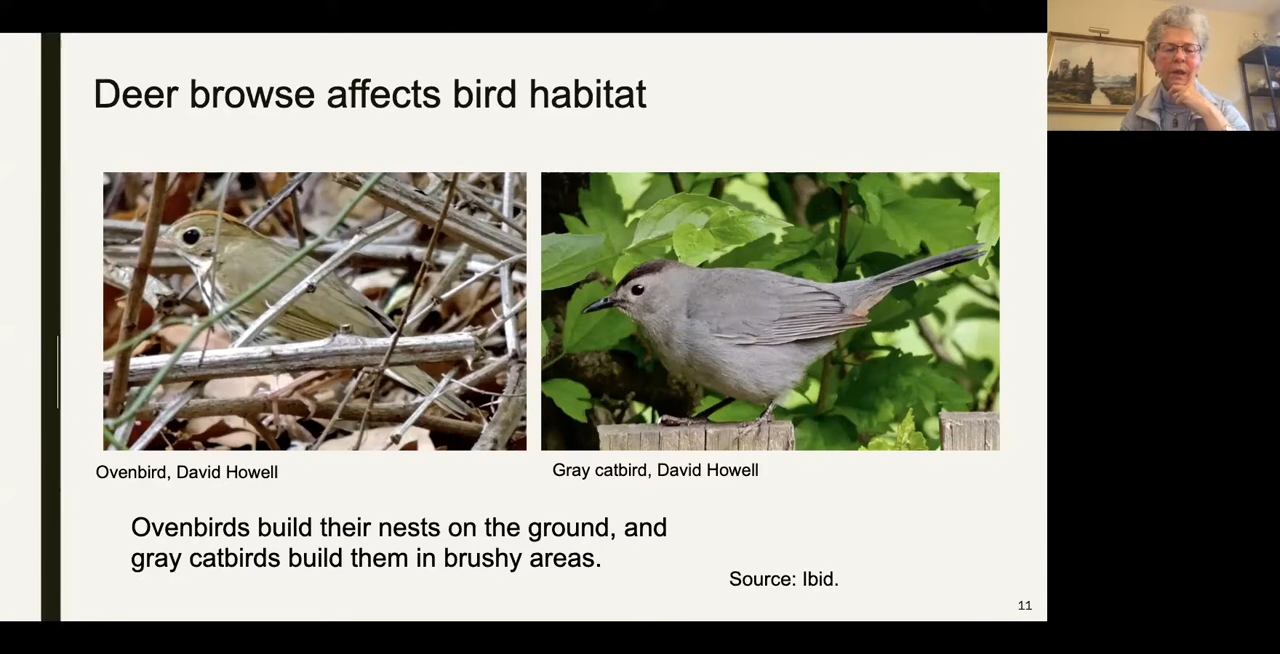 Deer browse affects bird habitat
Ovenbird, David Howell
Gray catbird, David Howell
Ovenbirds build their nests on the ground, and
gray catbirds build them in brushy areas.
Source: Ibid.
11